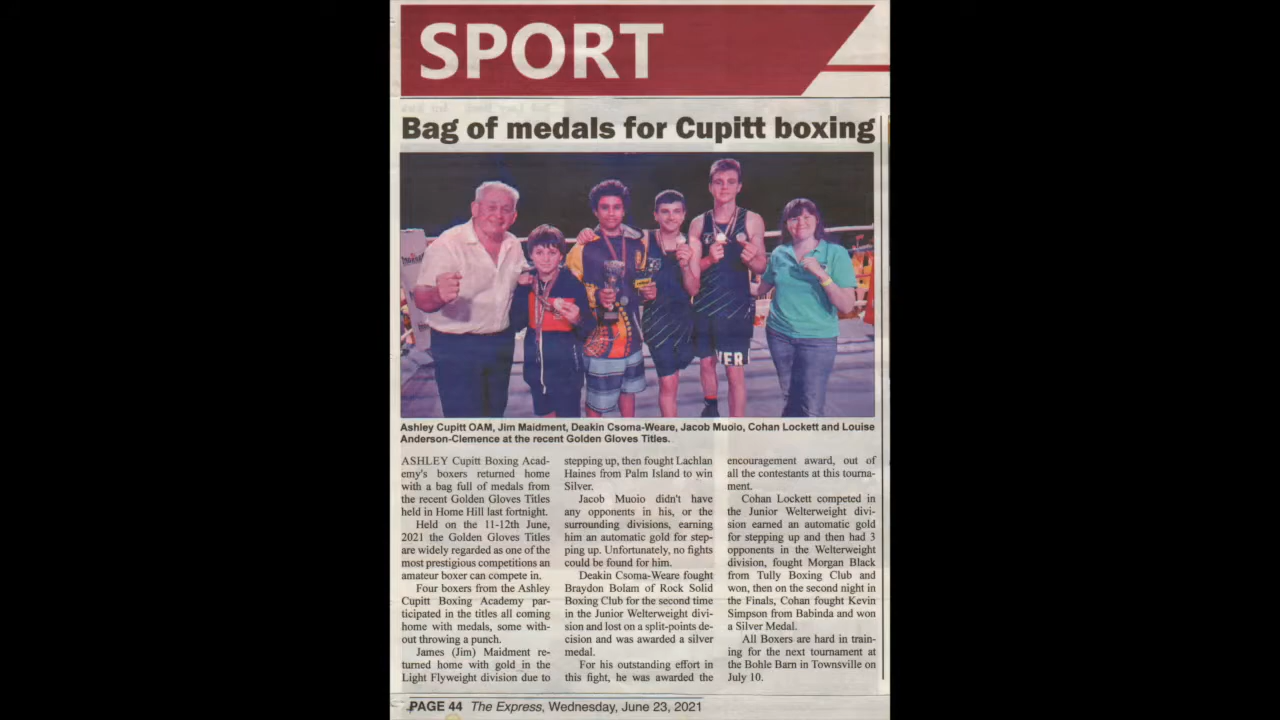 SPORT
Bag of medals for Cupitt boxing
VER
Ashley Cupitt OAM, Jim Maidment, Deakin Csoma-Weare, Jacob Muoio, Cohan Lockett and Louise
Anderson-Clemence at the recent Golden Gloves Titles.
ASHLEY Cupitt Boxing Acad-
emy's boxers returned home
with a bag full of medals from
the recent Golden Gloves Titles
held in Home Hill last fortnight.
Held on the 11-12th June,
2021 the Golden Gloves Titles
are widely regarded as one of the
most prestigious competitions an
amateur boxer can compete in.
Four boxers from the Ashley
Cupitt Boxing Academy par-
ticipated in the titles all coming
home with medals, some with-
out throwing a punch.
James (Jim) Maidment re-
turned home with gold in the
Light Flyweight division due to
stepping up, then fought Lachlan
Haines from Palm Island to win
Silver.
Jacob Muoio didn't have
any opponents in his, or the
surrounding divisions, earning
him an automatic gold for step-
ping up. Unfortunately, no fights
could be found for him.
Deakin Csoma-Weare fought
Braydon Bolam of Rock Solid
Boxing Club for the second time
in the Junior Welterweight divi-
sion and lost on a split-points de-
cision and was awarded a silver
medal.
For his outstanding effort in
this fight, he was awarded the
encouragement award, out of
all the contestants at this tourna-
ment.
Cohan Lockett competed in
the Junior Welterweight divi-
sion earned an automatic gold
for stepping up and then had 3
opponents in the Welterweight
division, fought Morgan Black
from Tully Boxing Club and
won, then on the second night in
the Finals, Cohan fought Kevin
Simpson from Babinda and won
a Silver Medal.
All Boxers are hard in train-
ing for the next tournament at
the Bohle Barn in Townsville on
July 10.
PAGE 44 The Express, Wednesday, June 23, 2021